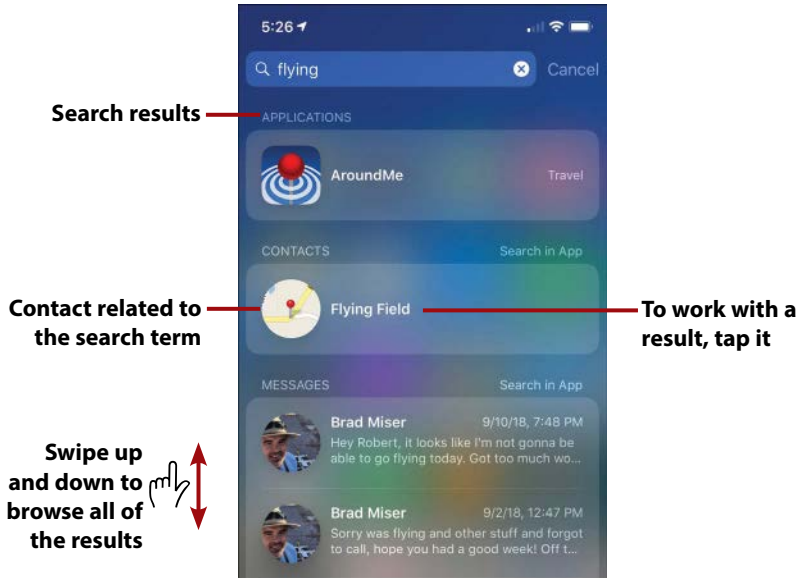 5:26
flying
Cancel
Search results
APPLICATIONS
AroundMe
Travel
CONTACTS
Search in App
Contact related to
the search term
Flying Field
To work with a
result, tap it
MESSAGES
Search in App
Brad Miser
9/10/18, 7:48 PM
Hey Robert, it looks like I'm not gonna be
able to go flying today. Got too much wo...
Swipe up
and down to
browse all of
the results
Brad Miser
9/2/18, 12:47 PM
Sorry was flying and other stuff and forgot
to call, hope you had a good week! Off t...